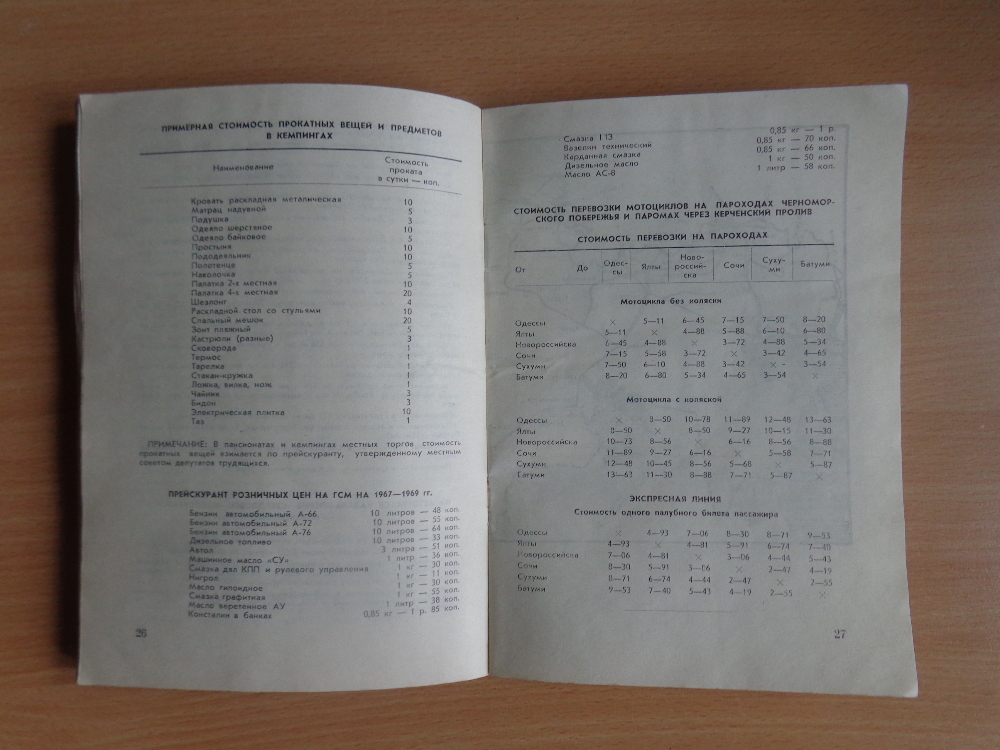 ПРИМЕРНАЯ СТОИМОСТЬ ПРОКАТНЫХ ВЕЩЕЙ И ПРЕДМЕТОВ
В КЕМПИНГАХ
Наименование Стоимость
проката
в сутки — коп.
Кровать раскладная металическая 10
Матрац надувной 5
Подушка 3
Одеяло шерстяное 10
Одеяло байковое 5
Простыня 10
Пододеяльник 10
Полотенце 5
Наволочка 5
Палатка 2-х местная 10
Палатка 4-х местная 20
Шезлонг 4
Раскладной стол со стульями 10
Спальный мешок 20
Зонт пляжный 5
Кастрюли (разные) 3
Сковорода 1
Термос 1
Тарелка 1
Стакан-кружка 1
Ложка, вилка, нож 1
Чайник 3
Бидон 3
Электрическая плитка 10
Таз 1
ПРИМЕЧАНИЕ: В пансионатах и кемпингах местных торгов стоимость
прокатных вещей взимается по прейскуранту, утвержденному местным
советом депутатов трудящихся.
ПРЕЙСКУРАНТ РОЗНИЧНЫХ ЦЕН НА ГСМ НА 1967—1969 гг.
Бензин автомобильный А-66 10 литров — 48 коп.
Бензин автомобильный А-72 10 литров — 55 коп.
Бензин автомобильный А-76 10 литров — 64 коп.
Дизельное топливо 10 литров — 33 коп.
Автол 3 литра — 51 коп.
Машинное масло «СУ» 1 литр — 36 коп.
Смазка дял КПП и рулевого управления 1 кг — 30 коп.
Нигрол 1 кг — 11 коп.
Масло гипоидное 1 кг — 30 коп.
Смазка графитная 1 кг — 55 коп.
Масло веретенное АУ 1 литр — 38 коп.
Консталин в банках 0,85 кг — 1 р. 85 коп.
26
Смазка 113 0,85 кг — 1 р.
Вазелин технический 0,85 кг — 70 коп.
Карданная смазка 0,85 кг — 66 коп.
Дизельное масло 1 кг — 50 коп.
Масло АС-8 1 литр — 58 коп.
СТОИМОСТЬ ПЕРЕВОЗКИ МОТОЦИКЛОВ НА ПАРОХОДАХ ЧЕРНОМОР-
СКОГО ПОБЕРЕЖЬЯ И ПАРОМАХ ЧЕРЕЗ КЕРЧЕНСКИЙ ПРОЛИВ
СТОИМОСТЬ ПЕРЕВОЗКИ НА ПАРОХОДАХ
От До Одес-
сы Ялты Ново-
россий-
ска Сочи Суху-
ми Батуми
Мотоцикла без коляски
Одессы × 5—11 6—45 7—15 7—50 8—20
Ялты 5—11 × 4—88 5—88 6—10 6—80
Новороссийска 6—45 4—88 × 3—72 4—88 5—34
Сочи 7—15 5—58 3—72 × 3—42 4—65
Сухуми 7—50 6—10 4—88 3—42 × 3—54
Батуми 8—20 6—80 5—34 4—65 3—54 ×
Мотоцикла с коляской
Одессы × 8—50 10—78 11—89 12—48 13—63
Ялты 8—50 × 8—50 9—27 10—15 11—30
Новороссийска 10—73 8—56 × 6—16 8—56 8—88
Сочи 11—89 9—27 6—16 × 5—58 7—71
Сухуми 12—48 10—45 8—56 5—68 × 5—87
Батуми 13—63 11—30 8—88 7—71 5—87 ×
ЭКСПРЕСНАЯ ЛИНИЯ
Стоимость одного палубного билета пассажира
Одессы × 4—93 7—06 8—30 8—71 9—53
Ялты 4—93 × 4—81 5—91 6—74 7—40
Новороссийска 7—06 4—81 × 3—06 4—44 5—43
Сочи 8—30 5—91 3—06 × 2—47 4—19
Сухуми 8—71 6—74 4—44 2—47 × 2—55
Батуми 9—53 7—40 5—43 4—19 2—55 ×
27